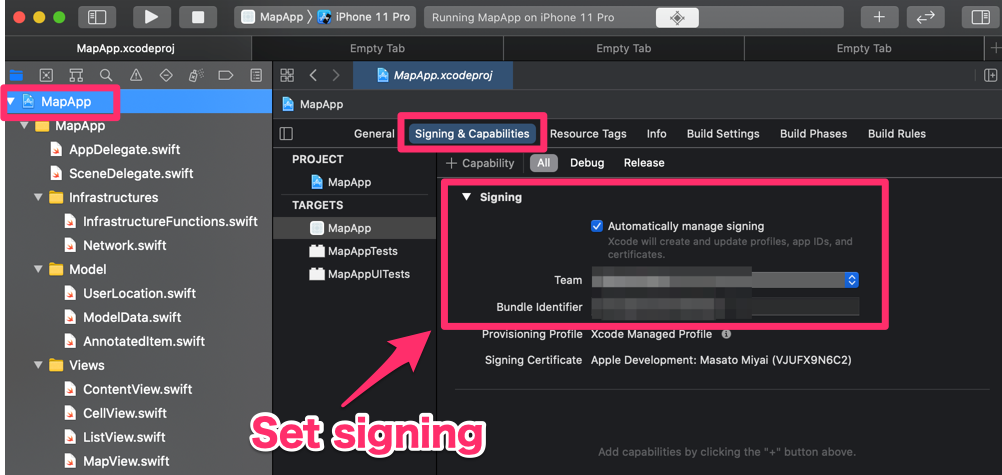 MapApp iPhone 11 Pro Running MapApp on iPhone 11 Pro
MapApp.xcodeproj Empty Tab Empty Tab Empty Tab
MapApp.xcodeproj
MapApp
MapApp
AppDelegate.swift
SceneDelegate.swift
Infrastructures
InfrastructureFunctions.swift
Network.swift
Model
UserLocation.swift
ModelData.swift
AnnotatedItem.swift
Views
ContentView.swift
CellView.swift
ListView.swift
MapView.swift
MapApp
General Signing & Capabilities Resource Tags Info Build Settings Build Phases Build Rules
PROJECT
MapApp
TARGETS
MapApp
MapAppTests
MapAppUITests
+ Capability All Debug Release
Signing
Automatically manage signing
Xcode will create and update profiles, app IDs, and
certificates.
Team
Bundle Identifier
Provisioning Profile Xcode Managed Profile
Signing Certificate Apple Development: Masato Miyai (VJUFX9N6C2)
Set signing
Add capabilities by clicking the "+" button above.